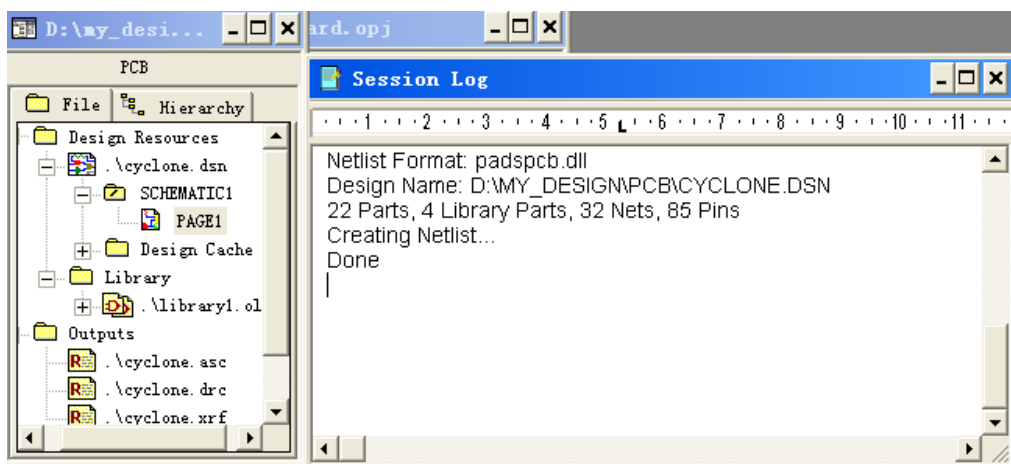 D:\my_desi...
ard.opj
PCB
File
Hierarchy
Design Resources
.\cyclone.dsn
SCHEMATIC1
PAGE1
Design Cache
Library
.\library1.ol
Outputs
.\cyclone.asc
.\cyclone.drc
.\cyclone.xrf
Session Log
1 2 3 4 5 6 7 8 9 10 11
Netlist Format: padspcb.dll
Design Name: D:\MY_DESIGN\PCB\CYCLONE.DSN
22 Parts, 4 Library Parts, 32 Nets, 85 Pins
Creating Netlist...
Done